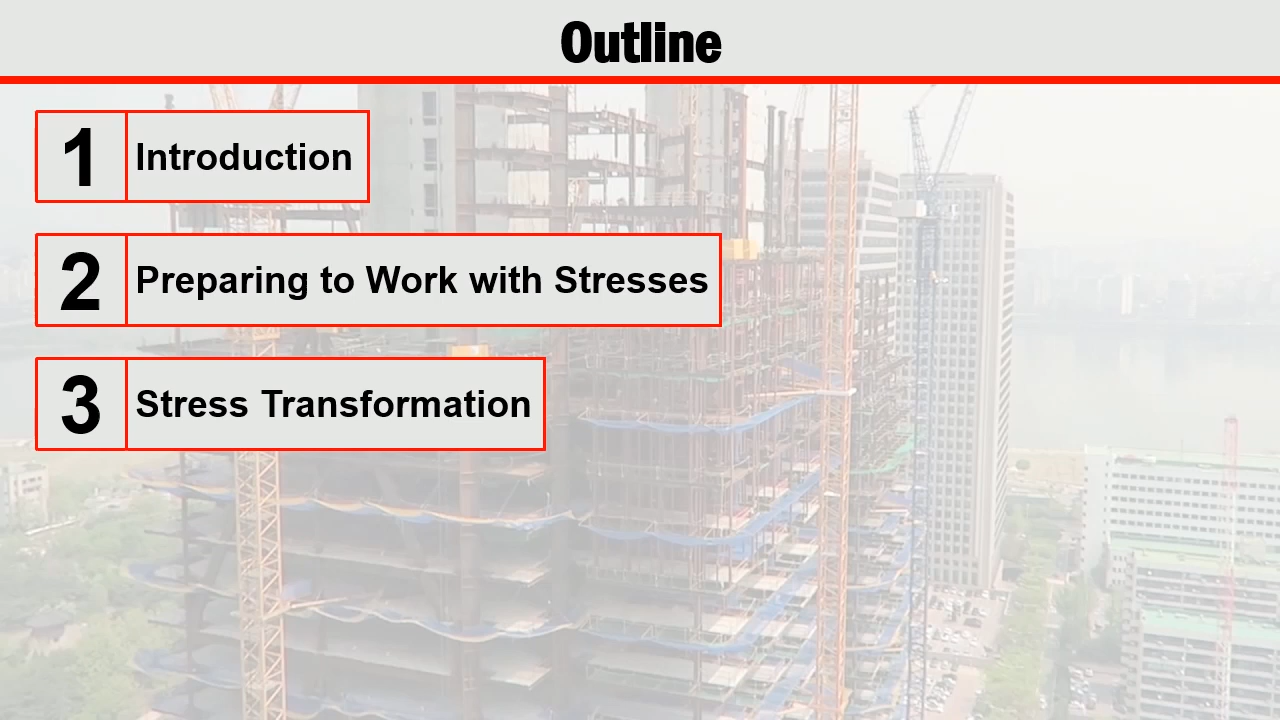 Outline
1 Introduction
2 Preparing to Work with Stresses
3 Stress Transformation